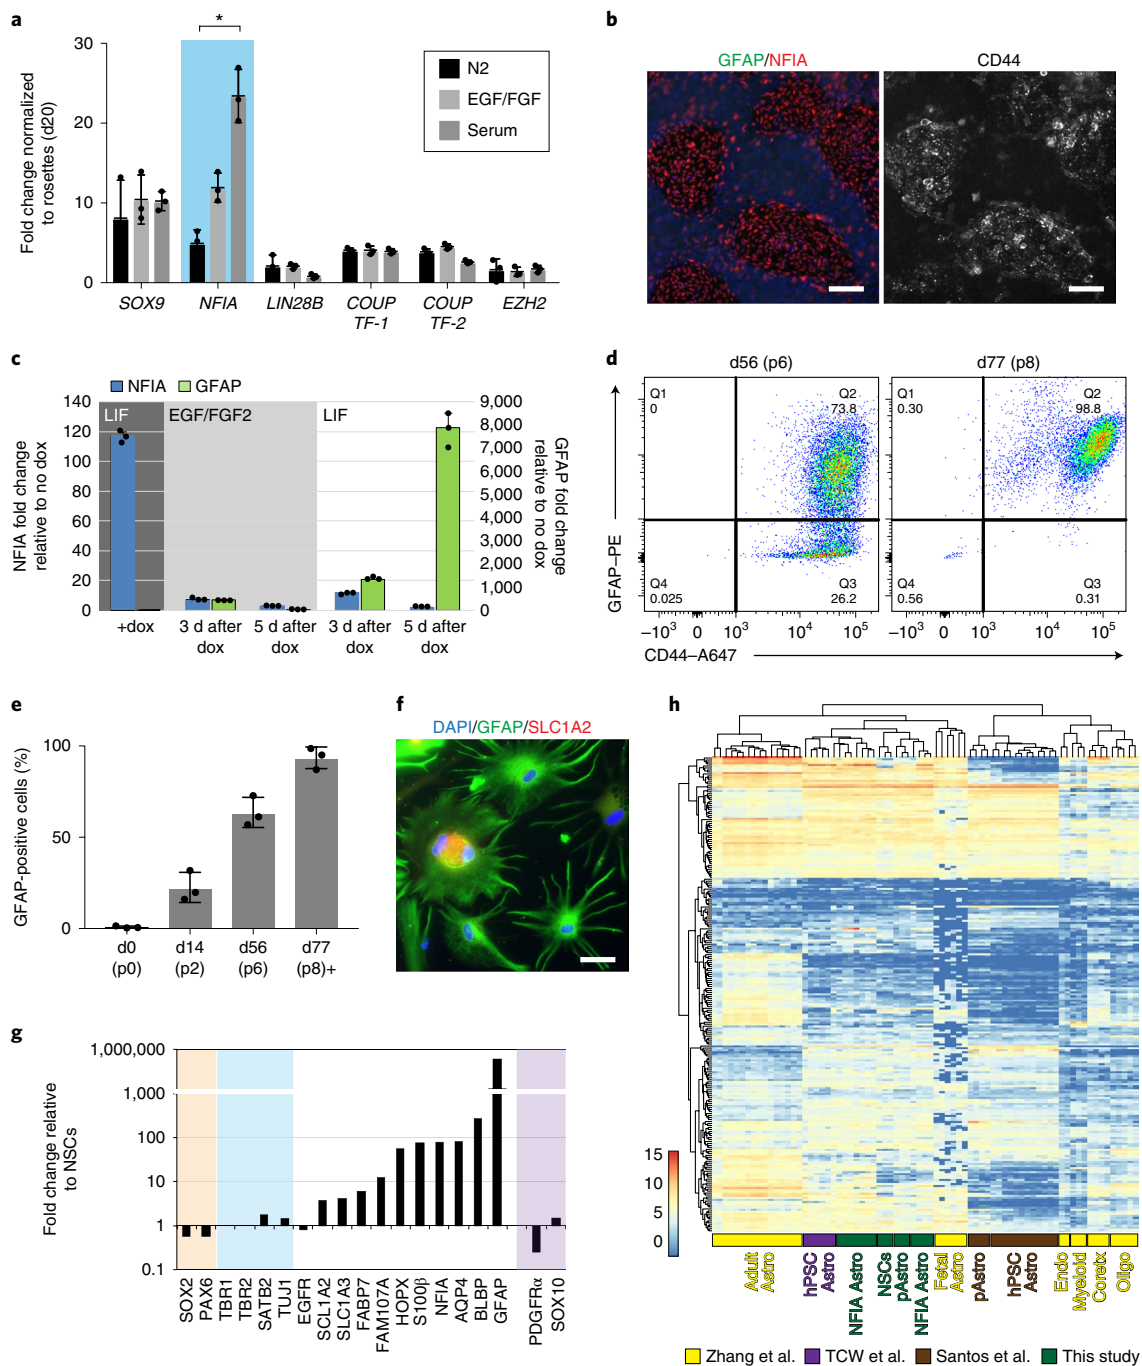 a
*
30
20
10
0
Fold change normalized
to rosettes (d20)
N2
EGF/FGF
Serum
SOX9
NFIA
LIN28B
COUP
TF-1
COUP
TF-2
EZH2
b
GFAP/NFIA
CD44
c
NFIA
GFAP
140
120
100
80
60
40
20
0
NFIA fold change
relative to no dox
LIF
EGF/FGF2
LIF
9,000
8,000
7,000
6,000
5,000
4,000
3,000
2,000
1,000
0
GFAP fold change
relative to no dox
+dox
3 d after
dox
5 d after
dox
3 d after
dox
5 d after
dox
d
d56 (p6)
d77 (p8)
Q1
0
Q2
73.8
Q4
0.025
Q3
26.2
Q1
0.30
Q2
98.8
Q4
0.56
Q3
0.31
GFAP–PE
–10³ 0 10³ 10⁴ 10⁵
–10³ 0 10³ 10⁴ 10⁵
CD44–A647
e
GFAP-positive cells (%)
100
50
0
d0
(p0)
d14
(p2)
d56
(p6)
d77
(p8)+
f
DAPI/GFAP/SLC1A2
g
Fold change relative
to NSCs
1,000,000
1,000
100
10
1
0.1
SOX2
PAX6
TBR1
TBR2
SATB2
TUJ1
EGFR
SCL1A2
SLC1A3
FABP7
FAM107A
HOPX
S100β
NFIA
AQP4
BLBP
GFAP
PDGFRα
SOX10
h
15
10
5
0
Adult
Astro
hPSC
Astro
NFIA Astro
NSCs
pAstro
NFIA Astro
Fetal
Astro
pAstro
hPSC
Astro
Endo
Myeloid
Coretx
Oligo
Zhang et al.
TCW et al.
Santos et al.
This study